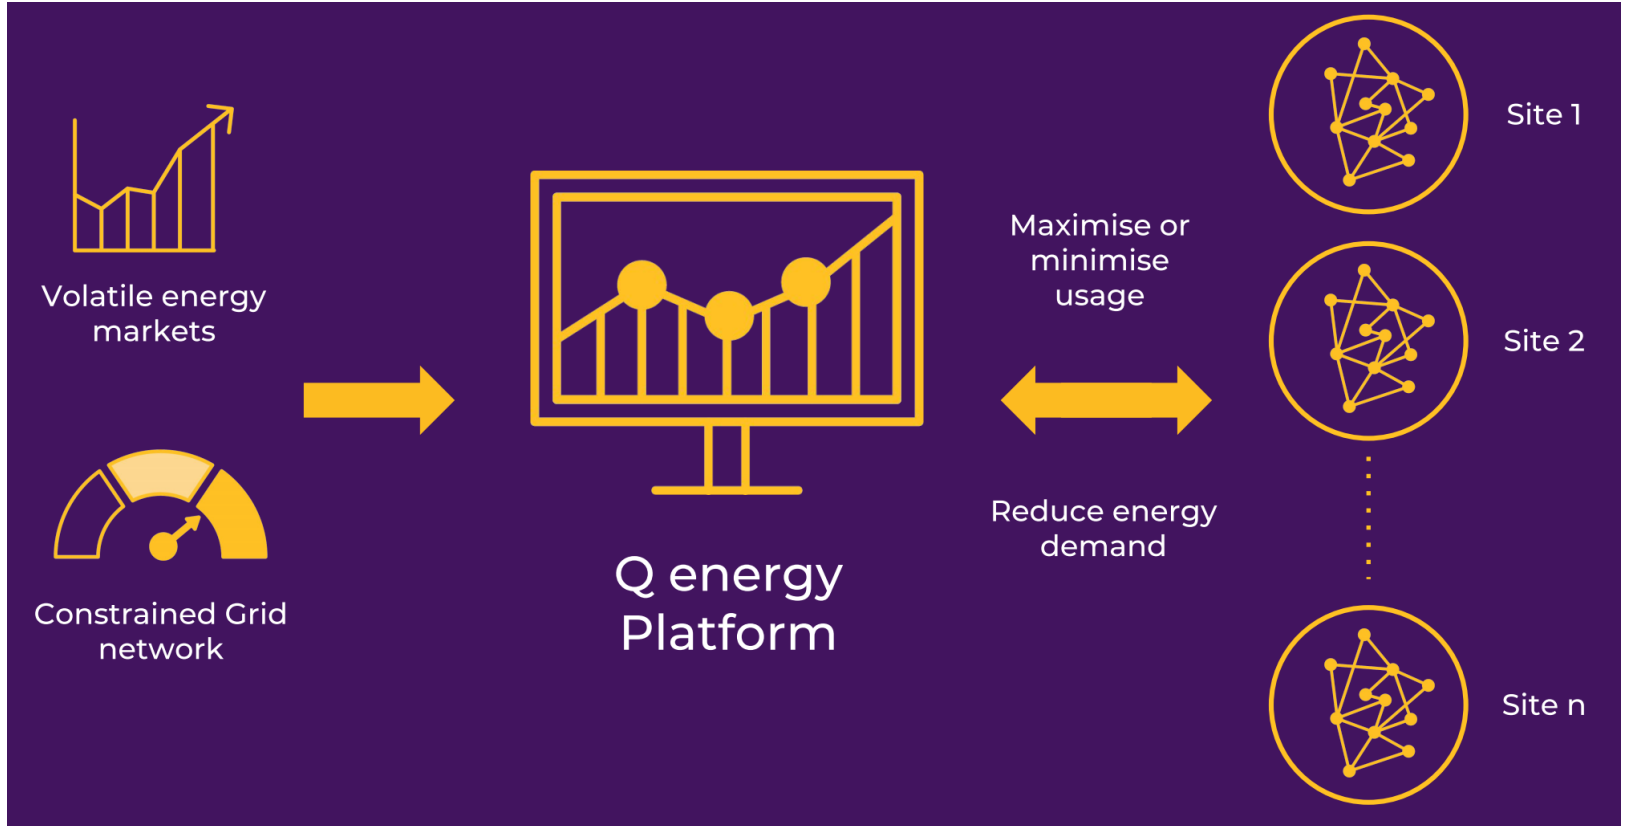 Volatile energy
markets
Constrained Grid
network
Q energy
Platform
Maximise or
minimise
usage
Reduce energy
demand
Site 1
Site 2
Site n